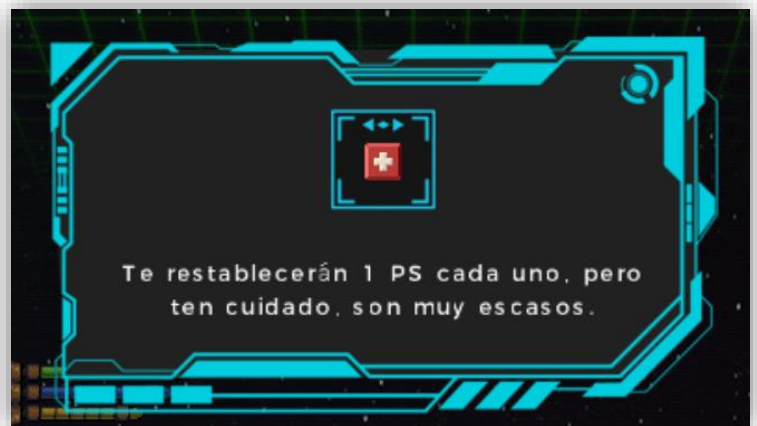 Te restablecerán 1 PS cada uno, pero
ten cuidado, son muy escasos.